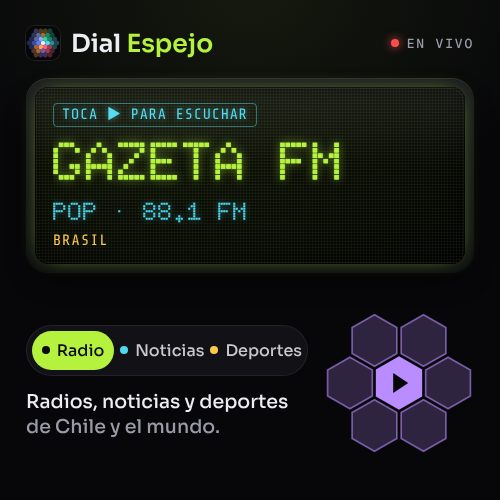 Dial Espejo
EN VIVO
TOCA ▶ PARA ESCUCHAR
GAZETA FM
POP · 88.1 FM
BRASIL
Radio Noticias Deportes
Radios, noticias y deportes
de Chile y el mundo.